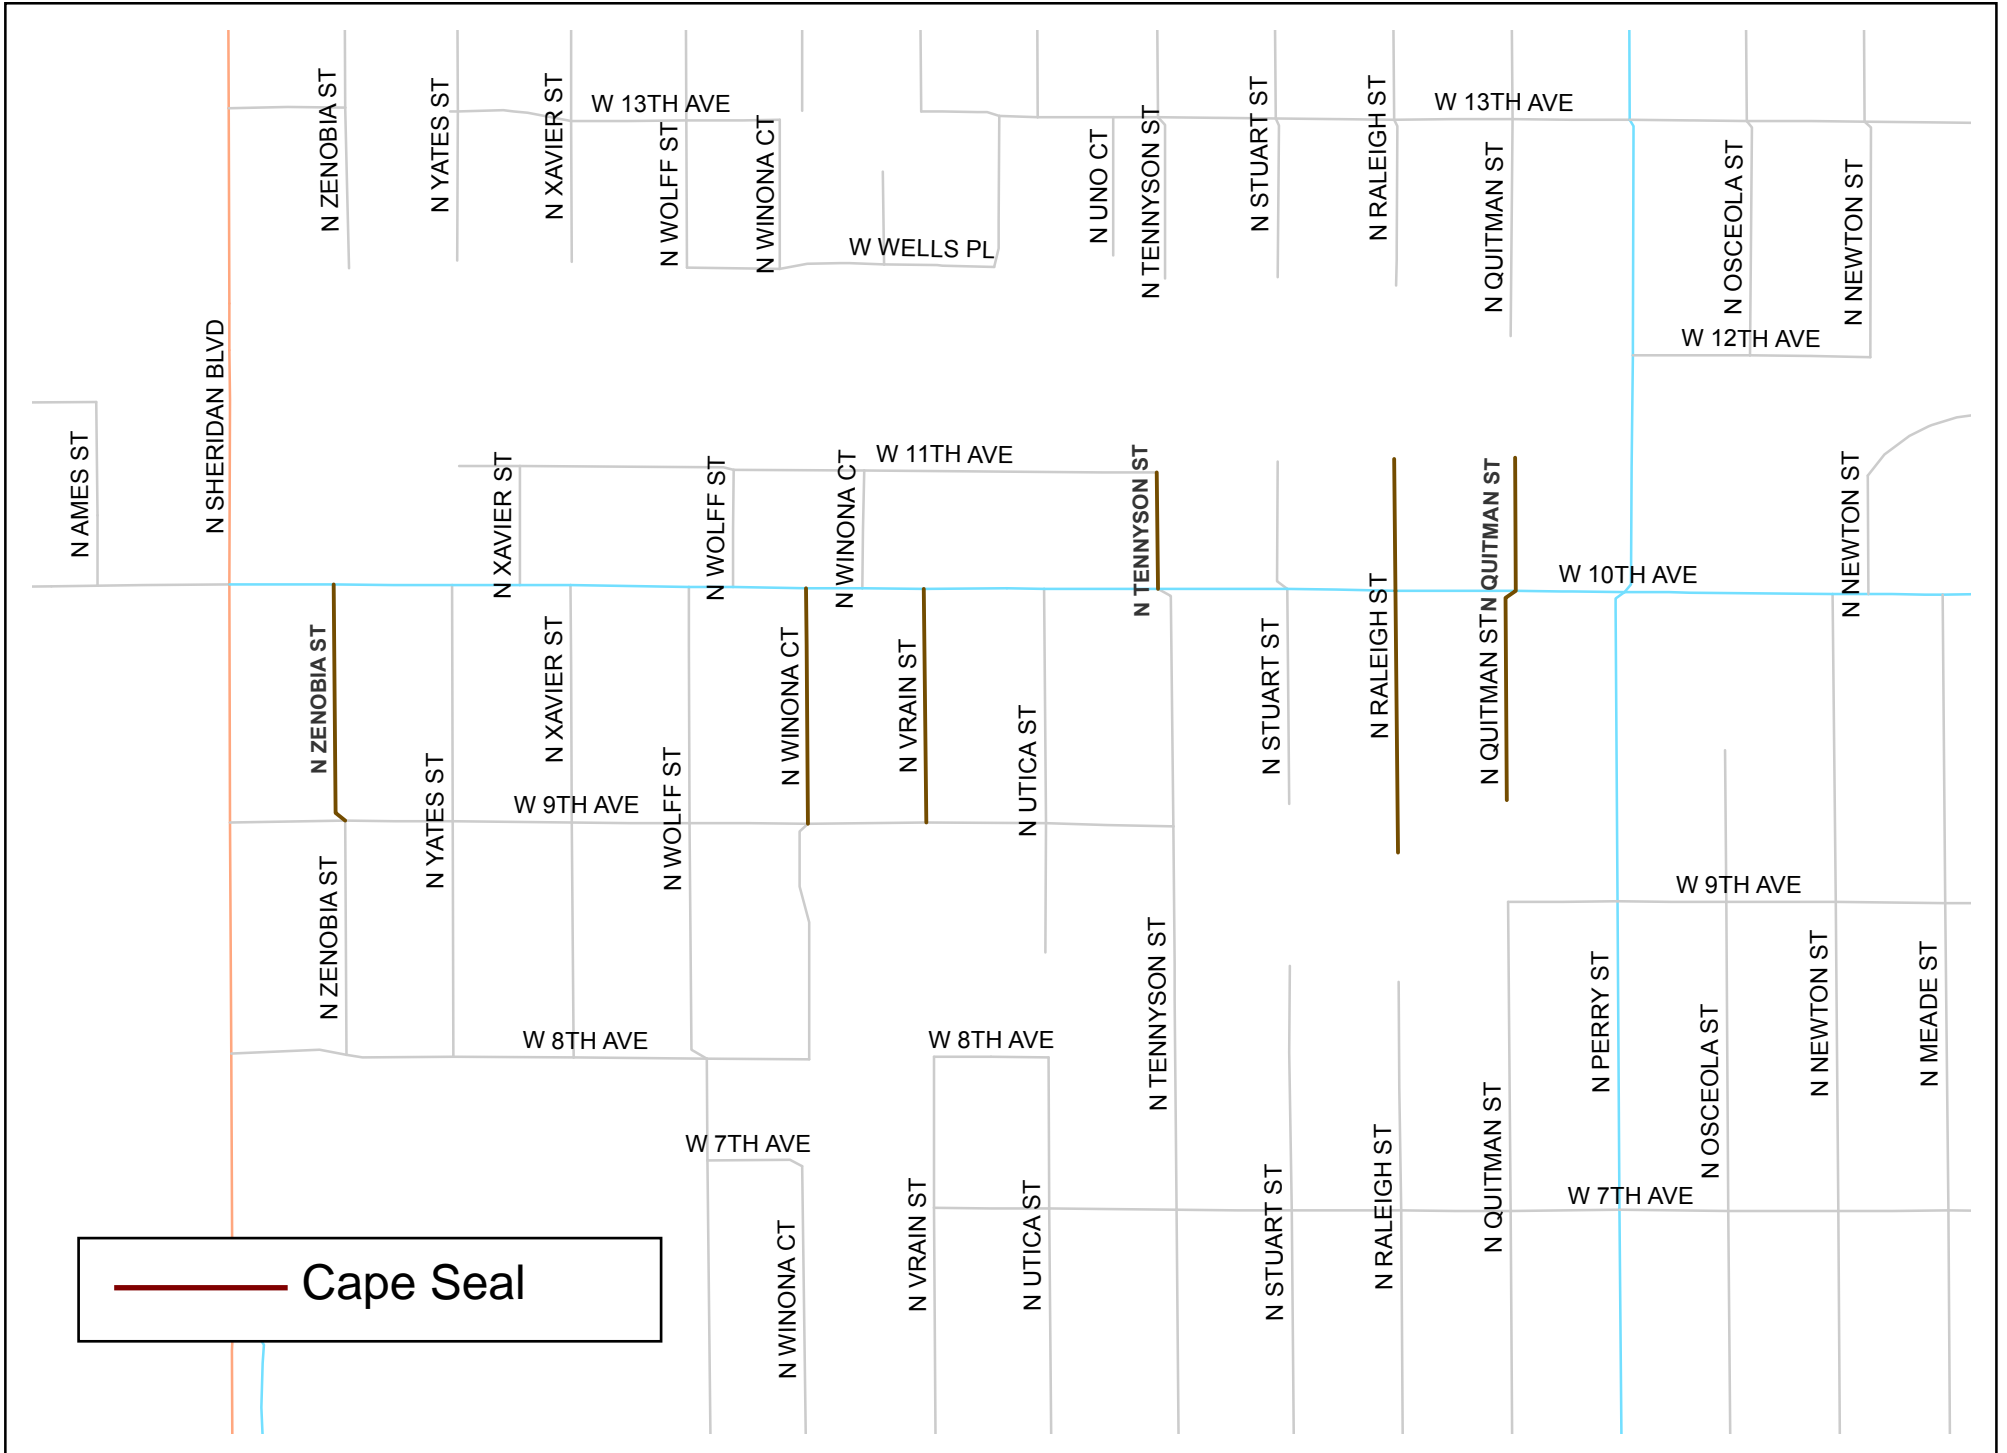 N ZENOBIA ST
N YATES ST
N XAVIER ST
W 13TH AVE
N WOLFF ST
N WINONA CT
W WELLS PL
N UNO CT
N TENNYSON ST
N STUART ST
N RALEIGH ST
W 13TH AVE
N QUITMAN ST
N OSCEOLA ST
N NEWTON ST
W 12TH AVE
N SHERIDAN BLVD
N AMES ST
N XAVIER ST
N WOLFF ST
N WINONA CT
W 11TH AVE
N TENNYSON ST
N QUITMAN ST
N NEWTON ST
W 10TH AVE
N ZENOBIA ST
N XAVIER ST
N WINONA CT
N VRAIN ST
N STUART ST
N RALEIGH ST
N QUITMAN ST
N YATES ST
W 9TH AVE
N WOLFF ST
N UTICA ST
W 9TH AVE
N ZENOBIA ST
N TENNYSON ST
N PERRY ST
N NEWTON ST
N MEADE ST
W 8TH AVE
W 8TH AVE
N OSCEOLA ST
W 7TH AVE
N QUITMAN ST
N RALEIGH ST
N STUART ST
W 7TH AVE
N VRAIN ST
N UTICA ST
N WINONA CT
Cape Seal